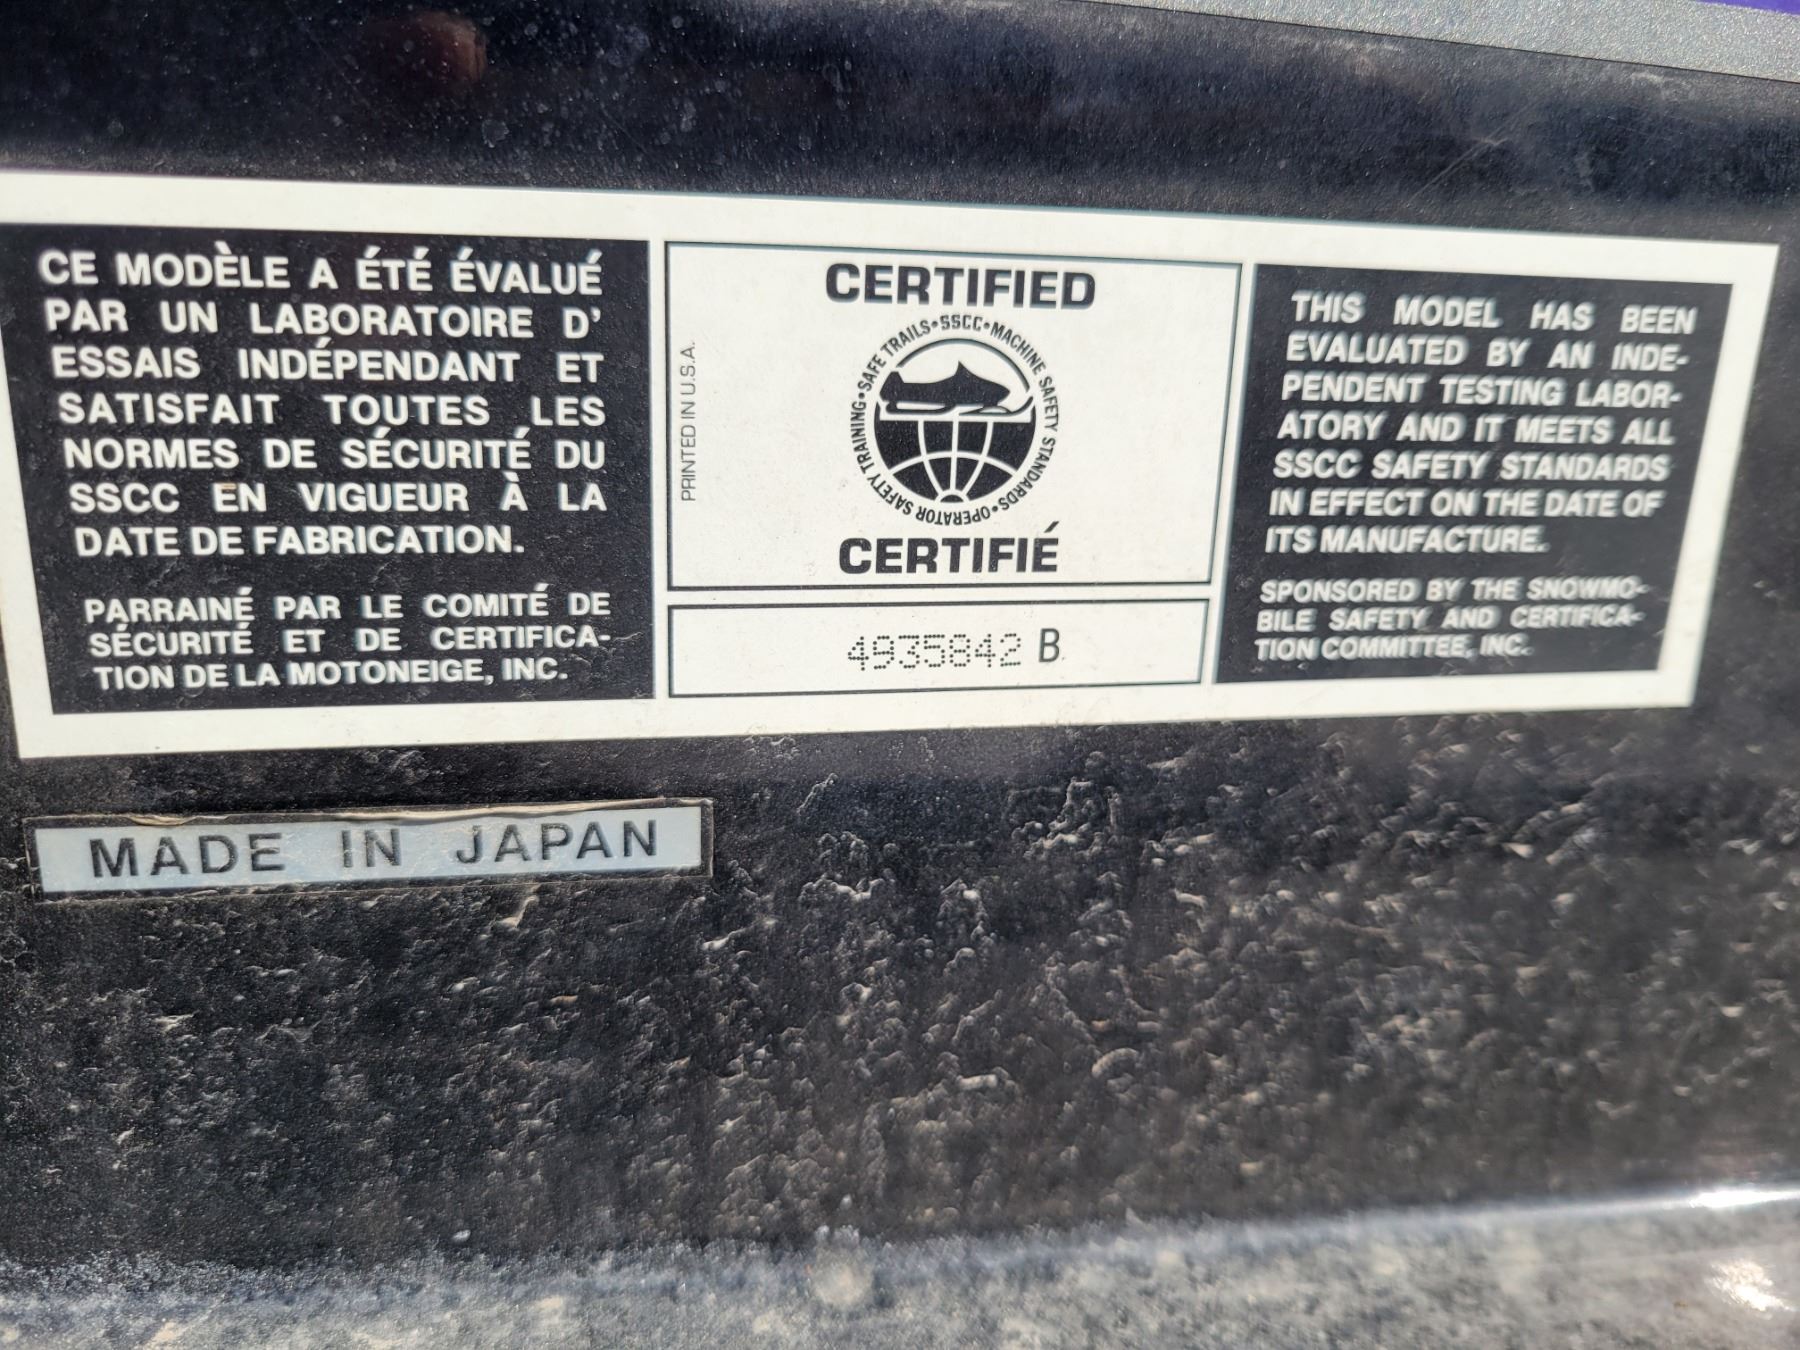 CE MODÈLE A ÉTÉ ÉVALUÉ
PAR UN LABORATOIRE D'
ESSAIS INDÉPENDANT ET
SATISFAIT TOUTES LES
NORMES DE SÉCURITÉ DU
SSCC EN VIGUEUR À LA
DATE DE FABRICATION.
PARRAINÉ PAR LE COMITÉ DE
SÉCURITÉ ET DE CERTIFICA-
TION DE LA MOTONEIGE, INC.
PRINTED IN U.S.A.
CERTIFIED
SAFE TRAILS•SSCC•MACHINE SAFETY STANDARDS•OPERATOR SAFETY TRAINING•
CERTIFIÉ
4935842 B
THIS MODEL HAS BEEN
EVALUATED BY AN INDE-
PENDENT TESTING LABOR-
ATORY AND IT MEETS ALL
SSCC SAFETY STANDARDS
IN EFFECT ON THE DATE OF
ITS MANUFACTURE.
SPONSORED BY THE SNOWMO-
BILE SAFETY AND CERTIFICA-
TION COMMITTEE, INC.
MADE IN JAPAN